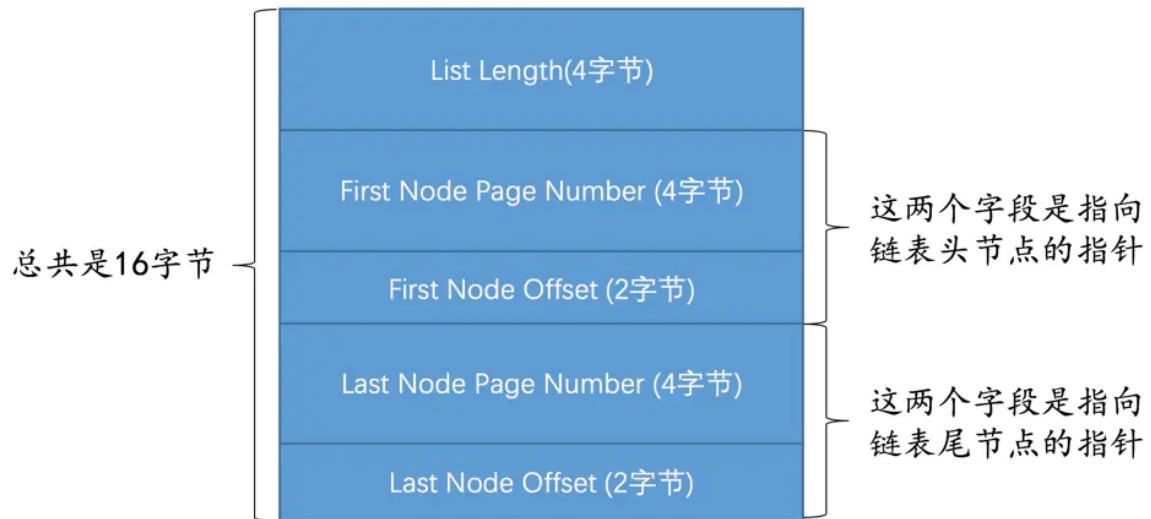 List Length(4字节)
First Node Page Number (4字节)
First Node Offset (2字节)
Last Node Page Number (4字节)
Last Node Offset (2字节)
总共是16字节
这两个字段是指向
链表头节点的指针
这两个字段是指向
链表尾节点的指针